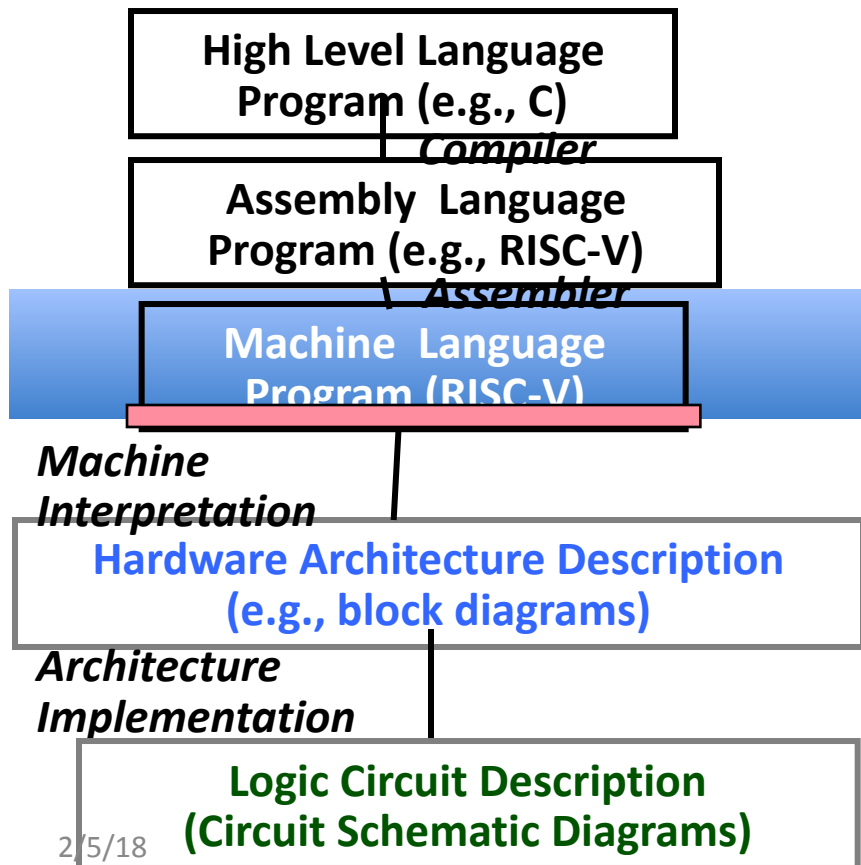 High Level Language
Program (e.g., C)
Compiler
Assembly Language
Program (e.g., RISC-V)
Assembler
Machine Language
Program (RISC-V)
Machine
Interpretation
Hardware Architecture Description
(e.g., block diagrams)
Architecture
Implementation
Logic Circuit Description
(Circuit Schematic Diagrams)
2/5/18